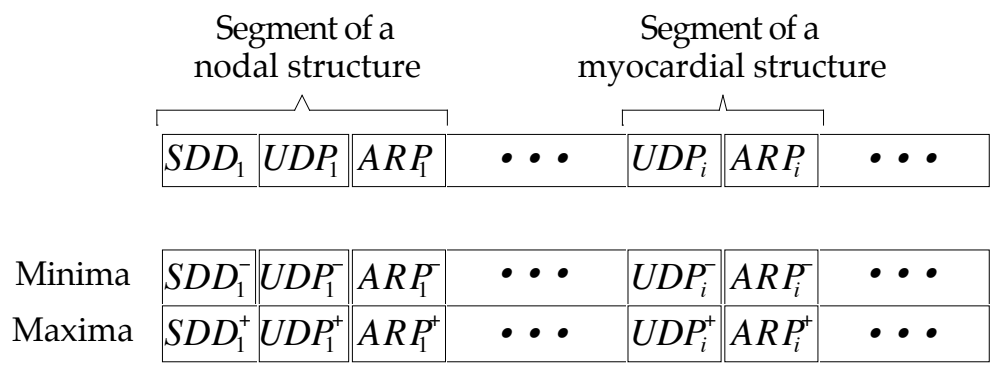 Segment of a Segment of a
nodal structure myocardial structure
SDD₁ UDP₁ ARP₁ • • • UDPᵢ ARPᵢ • • •
Minima SDD₁⁻ UDP₁⁻ ARP₁⁻ • • • UDPᵢ⁻ ARPᵢ⁻ • • •
Maxima SDD₁⁺ UDP₁⁺ ARP₁⁺ • • • UDPᵢ⁺ ARPᵢ⁺ • • •